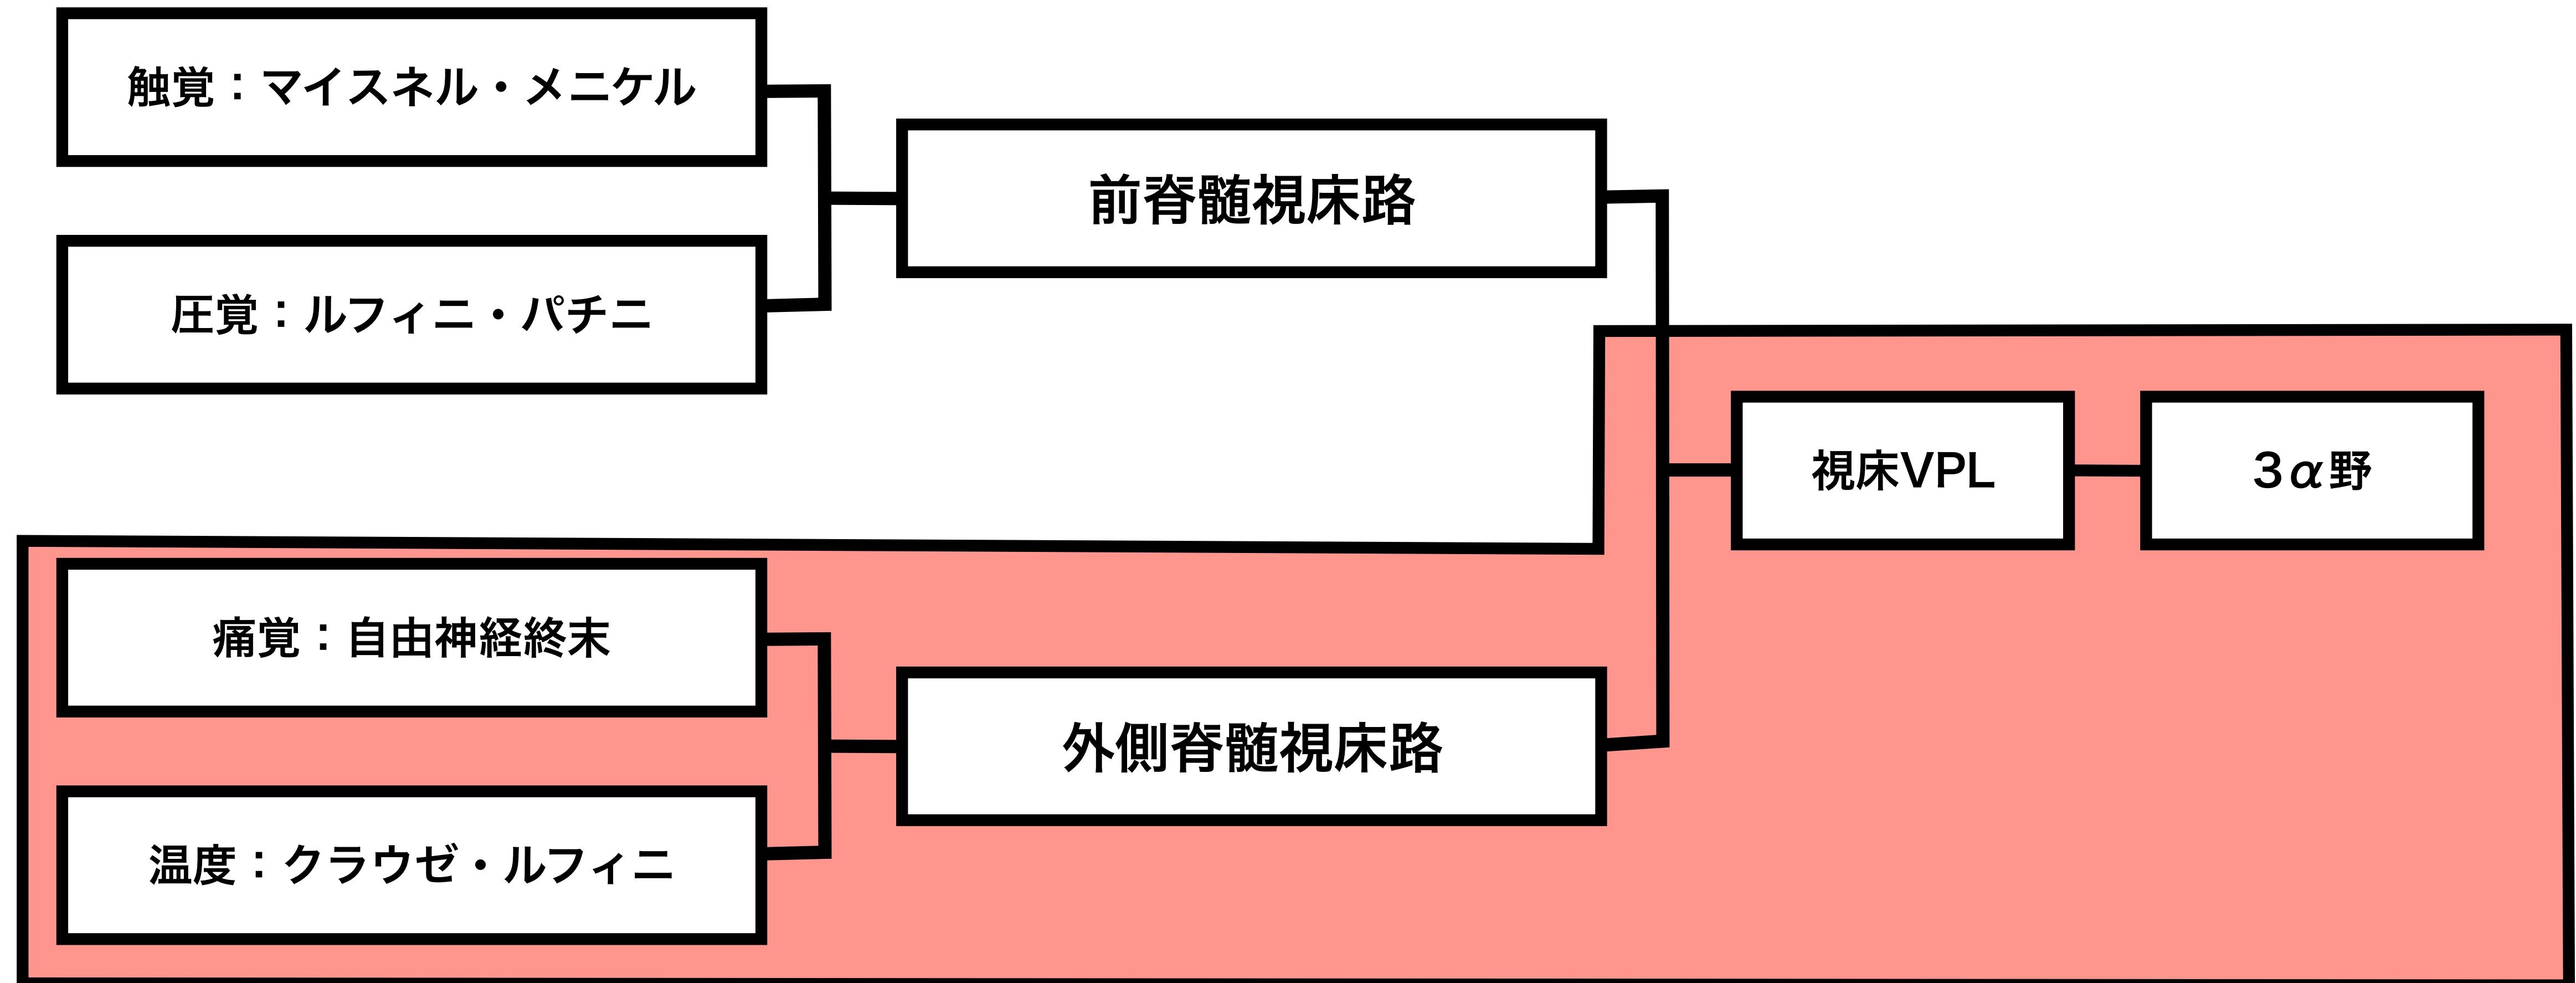 触覚：マイスネル・メニケル
圧覚：ルフィニ・パチニ
前脊髄視床路
視床VPL
3α野
痛覚：自由神経終末
温度：クラウゼ・ルフィニ
外側脊髄視床路